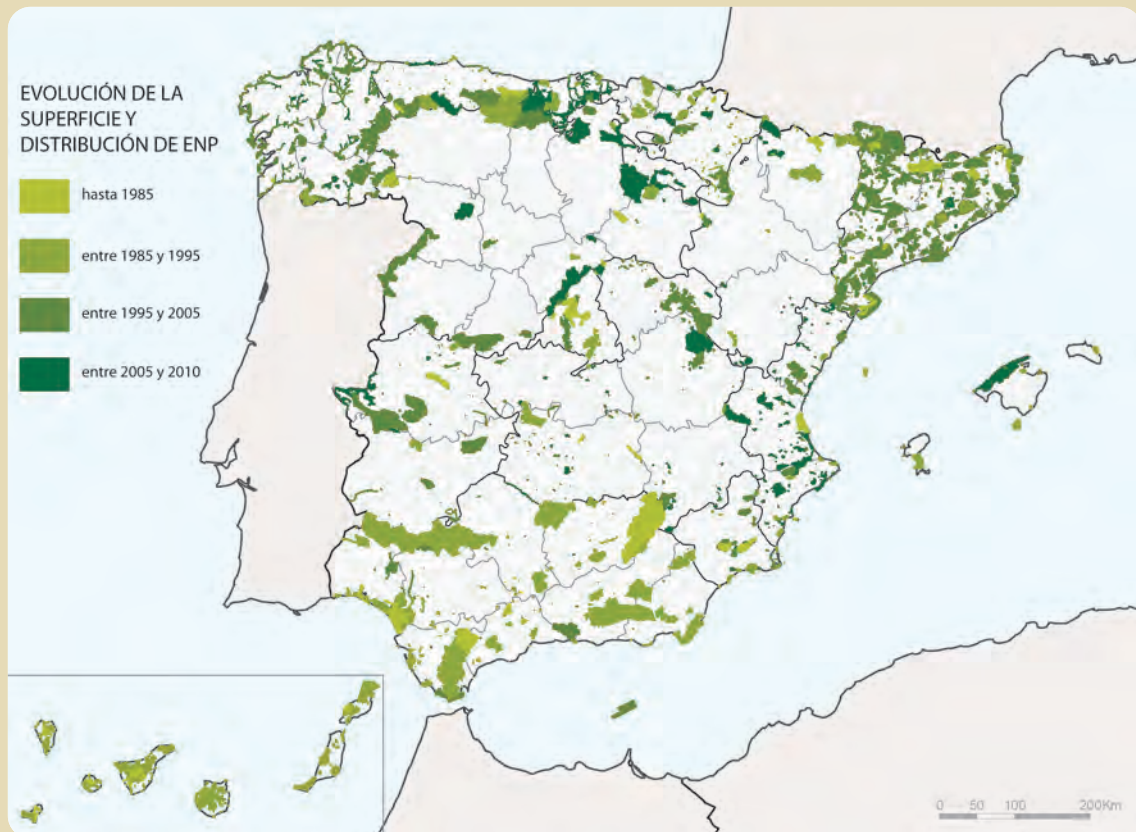 EVOLUCIÓN DE LA
SUPERFICIE Y
DISTRIBUCIÓN DE ENP
hasta 1985
entre 1985 y 1995
entre 1995 y 2005
entre 2005 y 2010
0 50 100 200Km